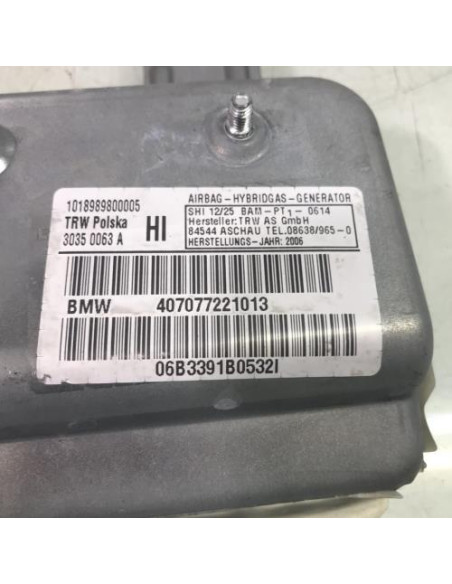 1018989800005
TRW Polska
3035 0063 A
HI
AIRBAG-HYBRIDGAS-GENERATOR
SHI 12/25 BAM-PT1-0614
Hersteller:TRW AS GmbH
84544 ASCHAU TEL.08638/965-0
HERSTELLUNGS-JAHR:2006
BMW 407077221013
06B3391B0532I